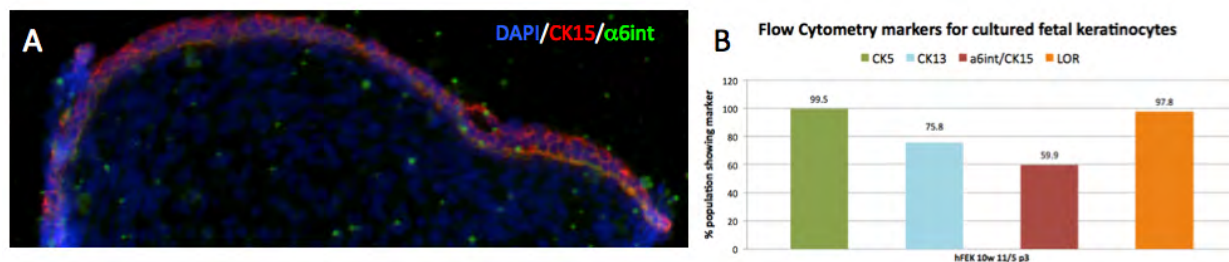 A
DAPI/CK15/α6int
B
Flow Cytometry markers for cultured fetal keratinocytes
CK5 CK13 a6int/CK15 LOR
% population showing marker
120
100
80
60
40
20
0
99.5
75.8
59.9
97.8
hFEK 10w 11/5 p3